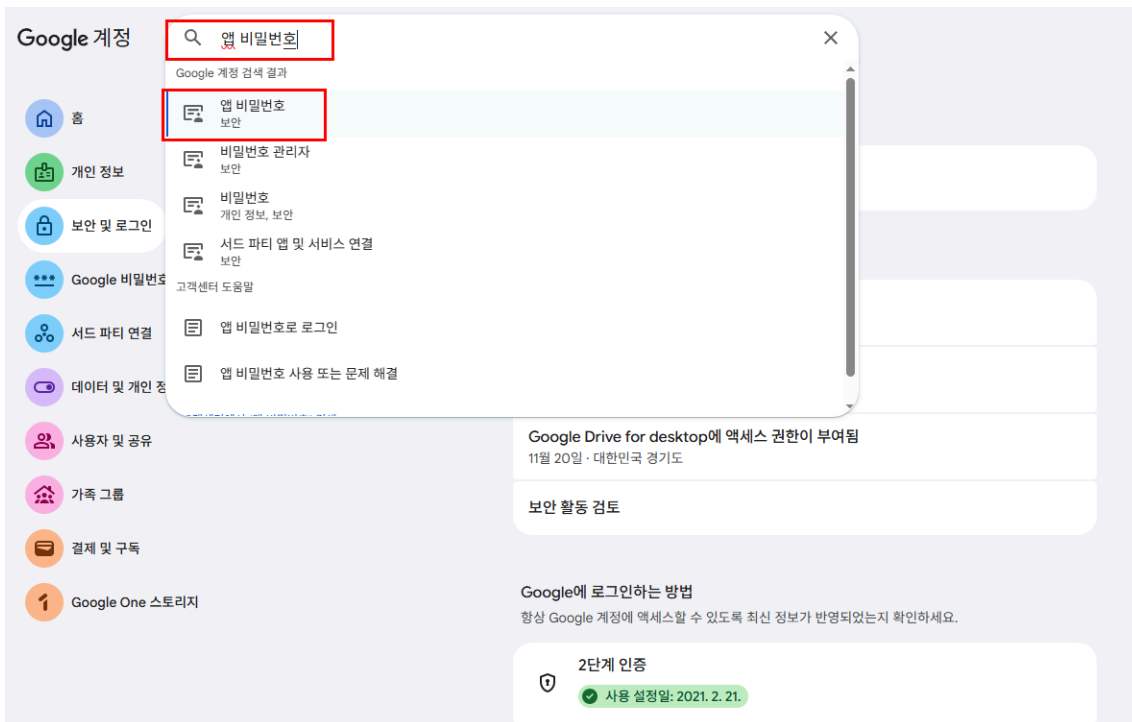 Google 계정
앱 비밀번호
Google 계정 검색 결과
앱 비밀번호
보안
비밀번호 관리자
보안
비밀번호
개인 정보, 보안
서드 파티 앱 및 서비스 연결
보안
고객센터 도움말
앱 비밀번호로 로그인
앱 비밀번호 사용 또는 문제 해결
홈
개인 정보
보안 및 로그인
Google 비밀번호
서드 파티 연결
데이터 및 개인 정
사용자 및 공유
가족 그룹
결제 및 구독
Google One 스토리지
Google Drive for desktop에 액세스 권한이 부여됨
11월 20일 · 대한민국 경기도
보안 활동 검토
Google에 로그인하는 방법
항상 Google 계정에 액세스할 수 있도록 최신 정보가 반영되었는지 확인하세요.
2단계 인증
사용 설정일: 2021. 2. 21.